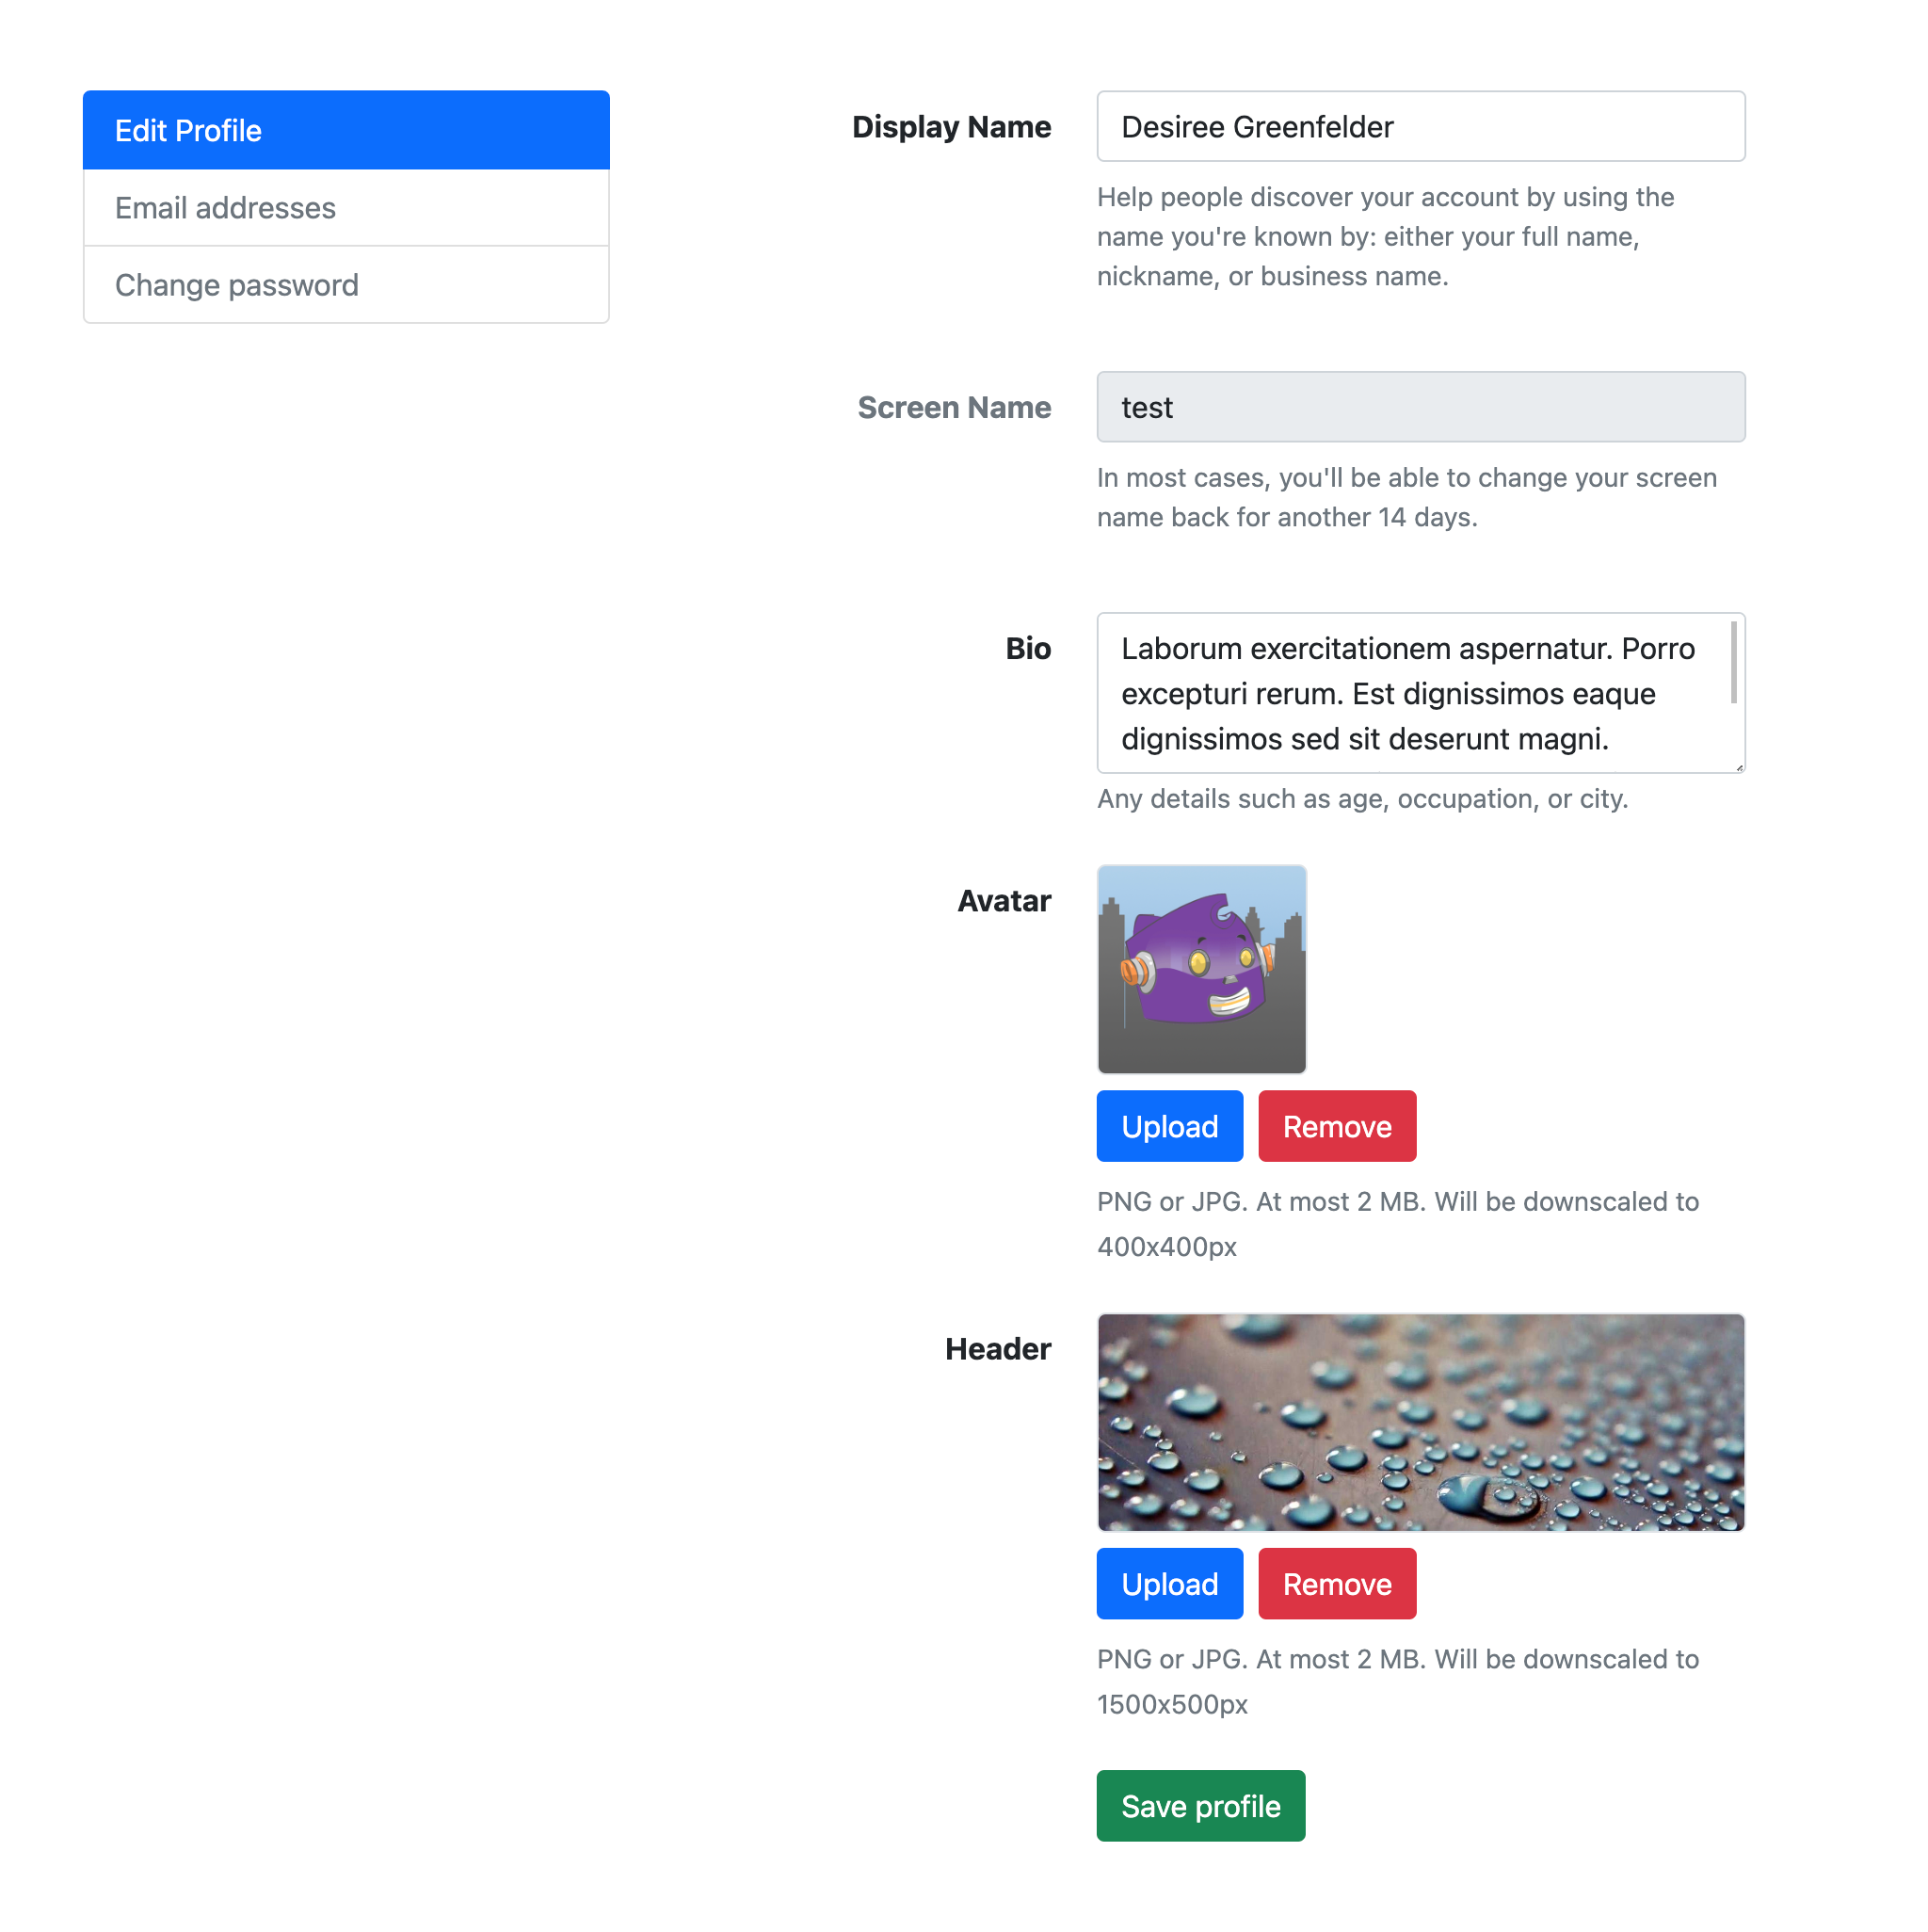 Edit Profile
Email addresses
Change password
Display Name
Desiree Greenfelder
Help people discover your account by using the
name you're known by: either your full name,
nickname, or business name.
Screen Name
test
In most cases, you'll be able to change your screen
name back for another 14 days.
Bio
Laborum exercitationem aspernatur. Porro
excepturi rerum. Est dignissimos eaque
dignissimos sed sit deserunt magni.
Any details such as age, occupation, or city.
Avatar
Upload
Remove
PNG or JPG. At most 2 MB. Will be downscaled to
400x400px
Header
Upload
Remove
PNG or JPG. At most 2 MB. Will be downscaled to
1500x500px
Save profile